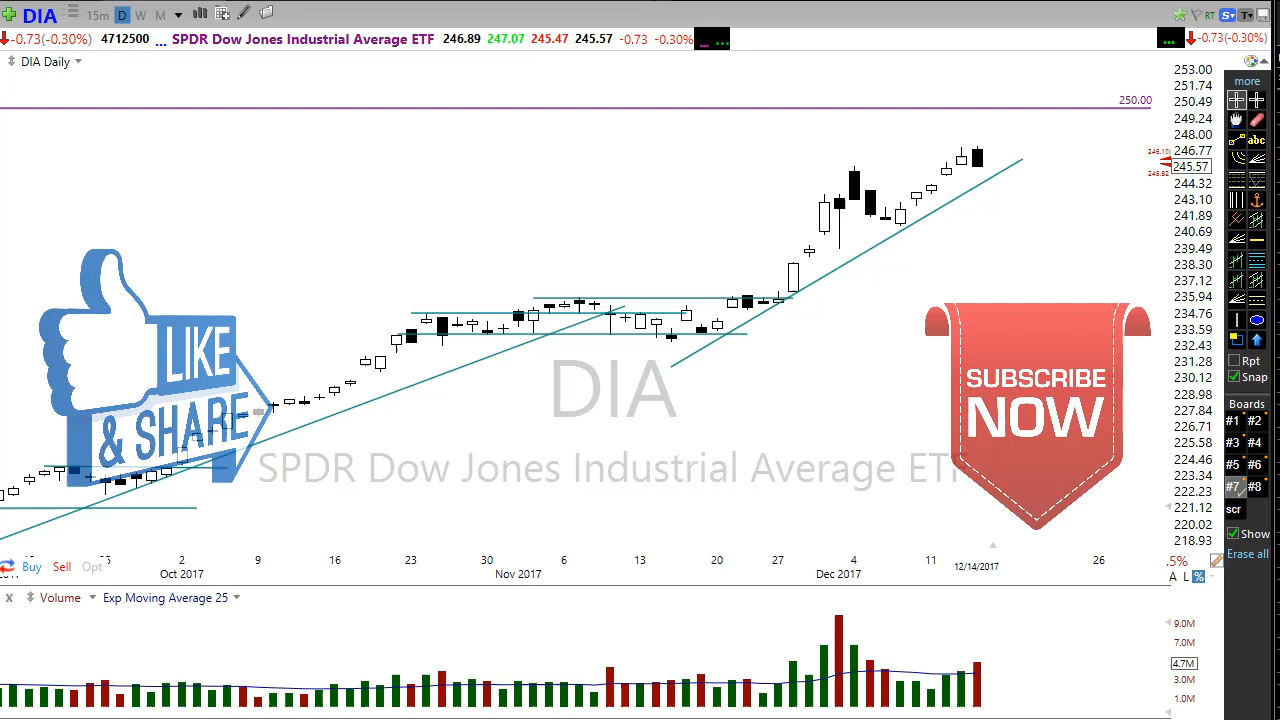 DIA 15m D W M RT S T
-0.73(-0.30%) 4712500 ... SPDR Dow Jones Industrial Average ETF 246.89 247.07 245.47 245.57 -0.73 -0.30% ... ... ... -0.73(-0.30%)
DIA Daily
more
253.00
251.74
250.00
250.49
249.24
abc
248.00
246.77
246.10
245.57
245.82
244.32
243.10
241.89
240.69
239.49
238.30
237.12
235.94
234.76
233.59
232.43
231.28
230.12
228.98
227.84
226.71
225.58
224.46
223.34
222.23
221.12
220.02
218.93
Rpt
Snap
Boards
#1 #2
#3 #4
#5 #6
#7 #8
scr
Show
Erase all
LIKE
& SHARE
SUBSCRIBE
NOW
DIA
SPDR Dow Jones Industrial Average ETF
2 9 16 23 30 6 13 20 27 4 11 26
Oct 2017 Nov 2017 Dec 2017 12/14/2017
Buy Sell Opt
.5%
A L %
x Volume Exp Moving Average 25
9.0M
7.0M
4.7M
3.0M
1.0M